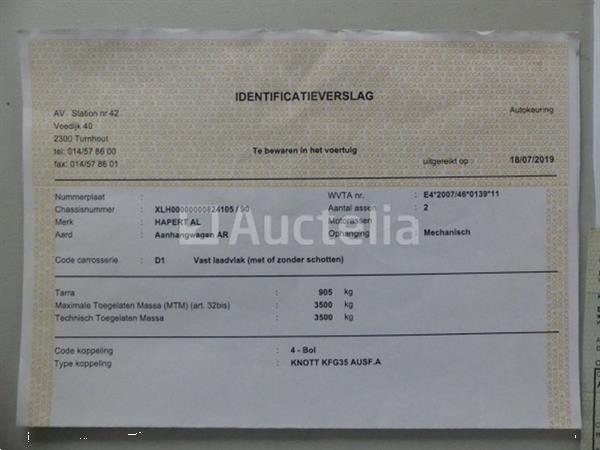 IDENTIFICATIEVERSLAG
AV Station nr 42
Autokeuring
Veedijk 40
2300 Turnhout
tel: 014/57 86 00
Te bewaren in het voertuig
fax: 014/57 86 01
uitgereikt op : 18/07/2019
Nummerplaat :
WVTA nr. : E4*2007/46*0139*11
Chassisnummer : XLH00000000824105 / 90
Aantal assen : 2
Merk : HAPERT AL
Motorassen :
Aard : Aanhangwagen AR
Ophanging : Mechanisch
Auctelia
Code carrosserie : D1 Vast laadvlak (met of zonder schotten)
Tarra : 905 kg
Maximale Toegelaten Massa (MTM) (art. 32bis) : 3500 kg
Technisch Toegelaten Massa : 3500 kg
Code koppeling : 4 - Bol
Type koppeling : KNOTT KFG35 AUSF.A